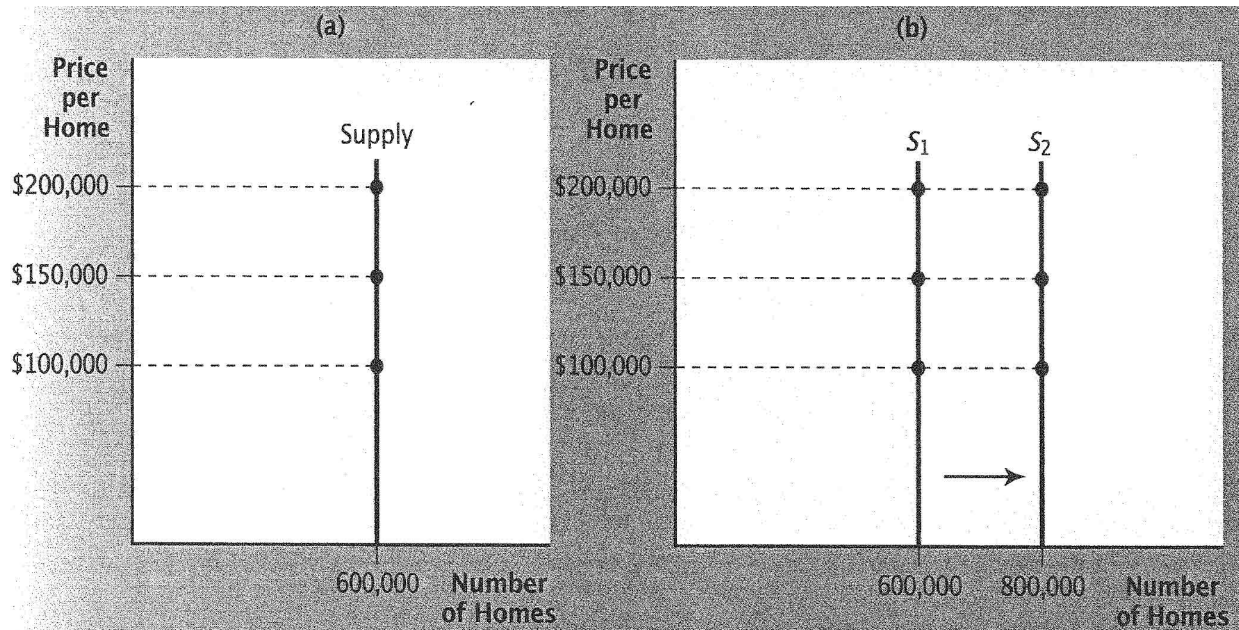 (a)
Price
per
Home
Supply
$200,000
$150,000
$100,000
600,000
Number
of Homes
(b)
Price
per
Home
S₁
S₂
$200,000
$150,000
$100,000
600,000
800,000
Number
of Homes